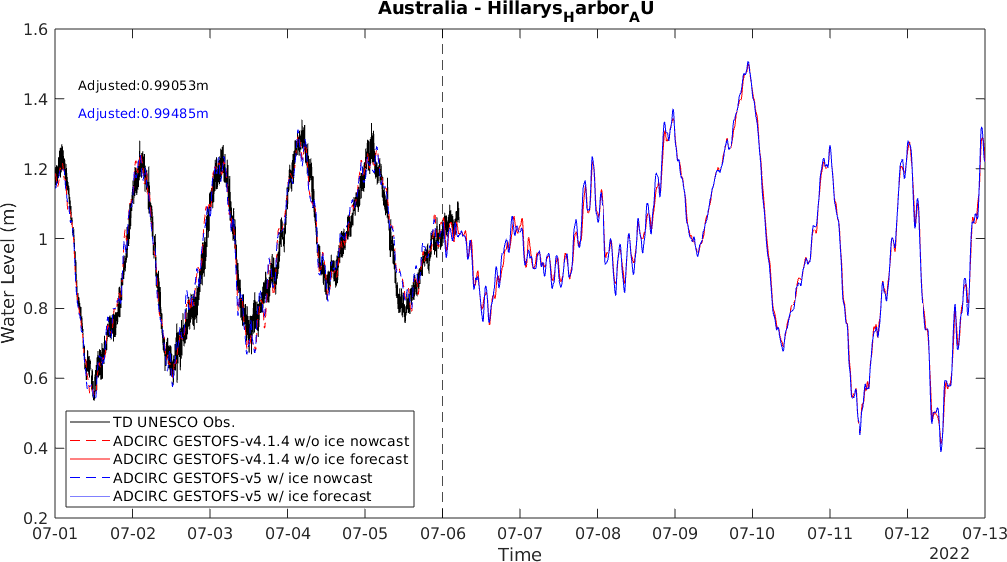 Australia - HillarysHarborAU
1.6
1.4
1.2
1
0.8
0.6
0.4
0.2
Water Level (m)
Adjusted:0.99053m
Adjusted:0.99485m
TD UNESCO Obs.
ADCIRC GESTOFS-v4.1.4 w/o ice nowcast
ADCIRC GESTOFS-v4.1.4 w/o ice forecast
ADCIRC GESTOFS-v5 w/ ice nowcast
ADCIRC GESTOFS-v5 w/ ice forecast
07-01 07-02 07-03 07-04 07-05 07-06 07-07 07-08 07-09 07-10 07-11 07-12 07-13
Time
2022